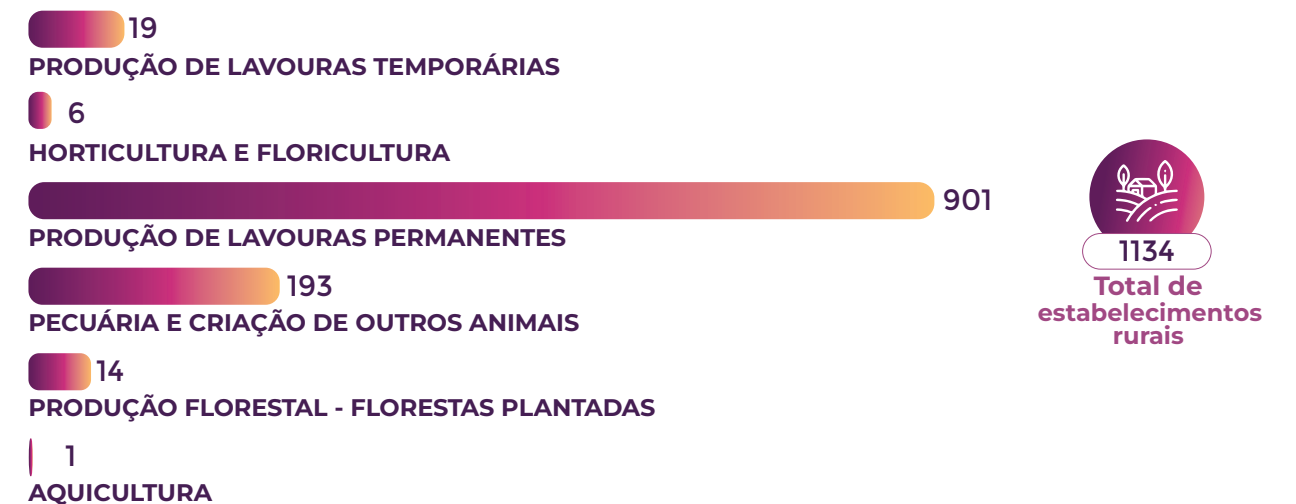 19
PRODUÇÃO DE LAVOURAS TEMPORÁRIAS
6
HORTICULTURA E FLORICULTURA
901
PRODUÇÃO DE LAVOURAS PERMANENTES
193
PECUÁRIA E CRIAÇÃO DE OUTROS ANIMAIS
14
PRODUÇÃO FLORESTAL - FLORESTAS PLANTADAS
1
AQUICULTURA
1134
Total de
estabelecimentos
rurais